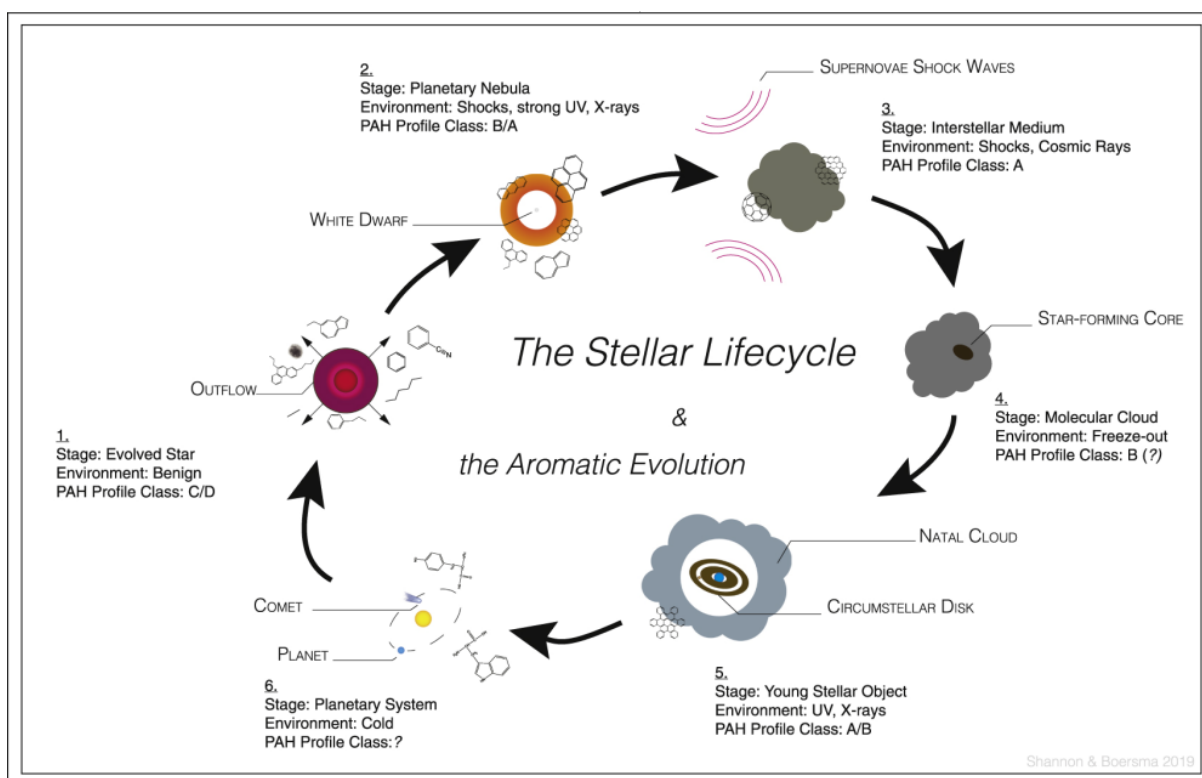 2.
Stage: Planetary Nebula
Environment: Shocks, strong UV, X-rays
PAH Profile Class: B/A
SUPERNOVAE SHOCK WAVES
3.
Stage: Interstellar Medium
Environment: Shocks, Cosmic Rays
PAH Profile Class: A
WHITE DWARF
The Stellar Lifecycle
&
the Aromatic Evolution
STAR-FORMING CORE
C≡N
OUTFLOW
1.
Stage: Evolved Star
Environment: Benign
PAH Profile Class: C/D
4.
Stage: Molecular Cloud
Environment: Freeze-out
PAH Profile Class: B (?)
NATAL CLOUD
CIRCUMSTELLAR DISK
COMET
PLANET
6.
Stage: Planetary System
Environment: Cold
PAH Profile Class:?
5.
Stage: Young Stellar Object
Environment: UV, X-rays
PAH Profile Class: A/B
Shannon & Boersma 2019